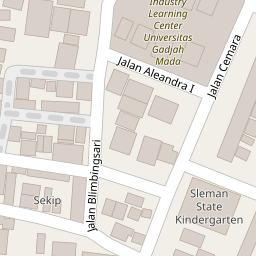 Industry
Learning
Center
Universitas
Gadjah
Mada
Jalan Aleandra I
Jalan Cemara
Jalan Blimbingsari
Sleman
State
Kindergarten
Sekip